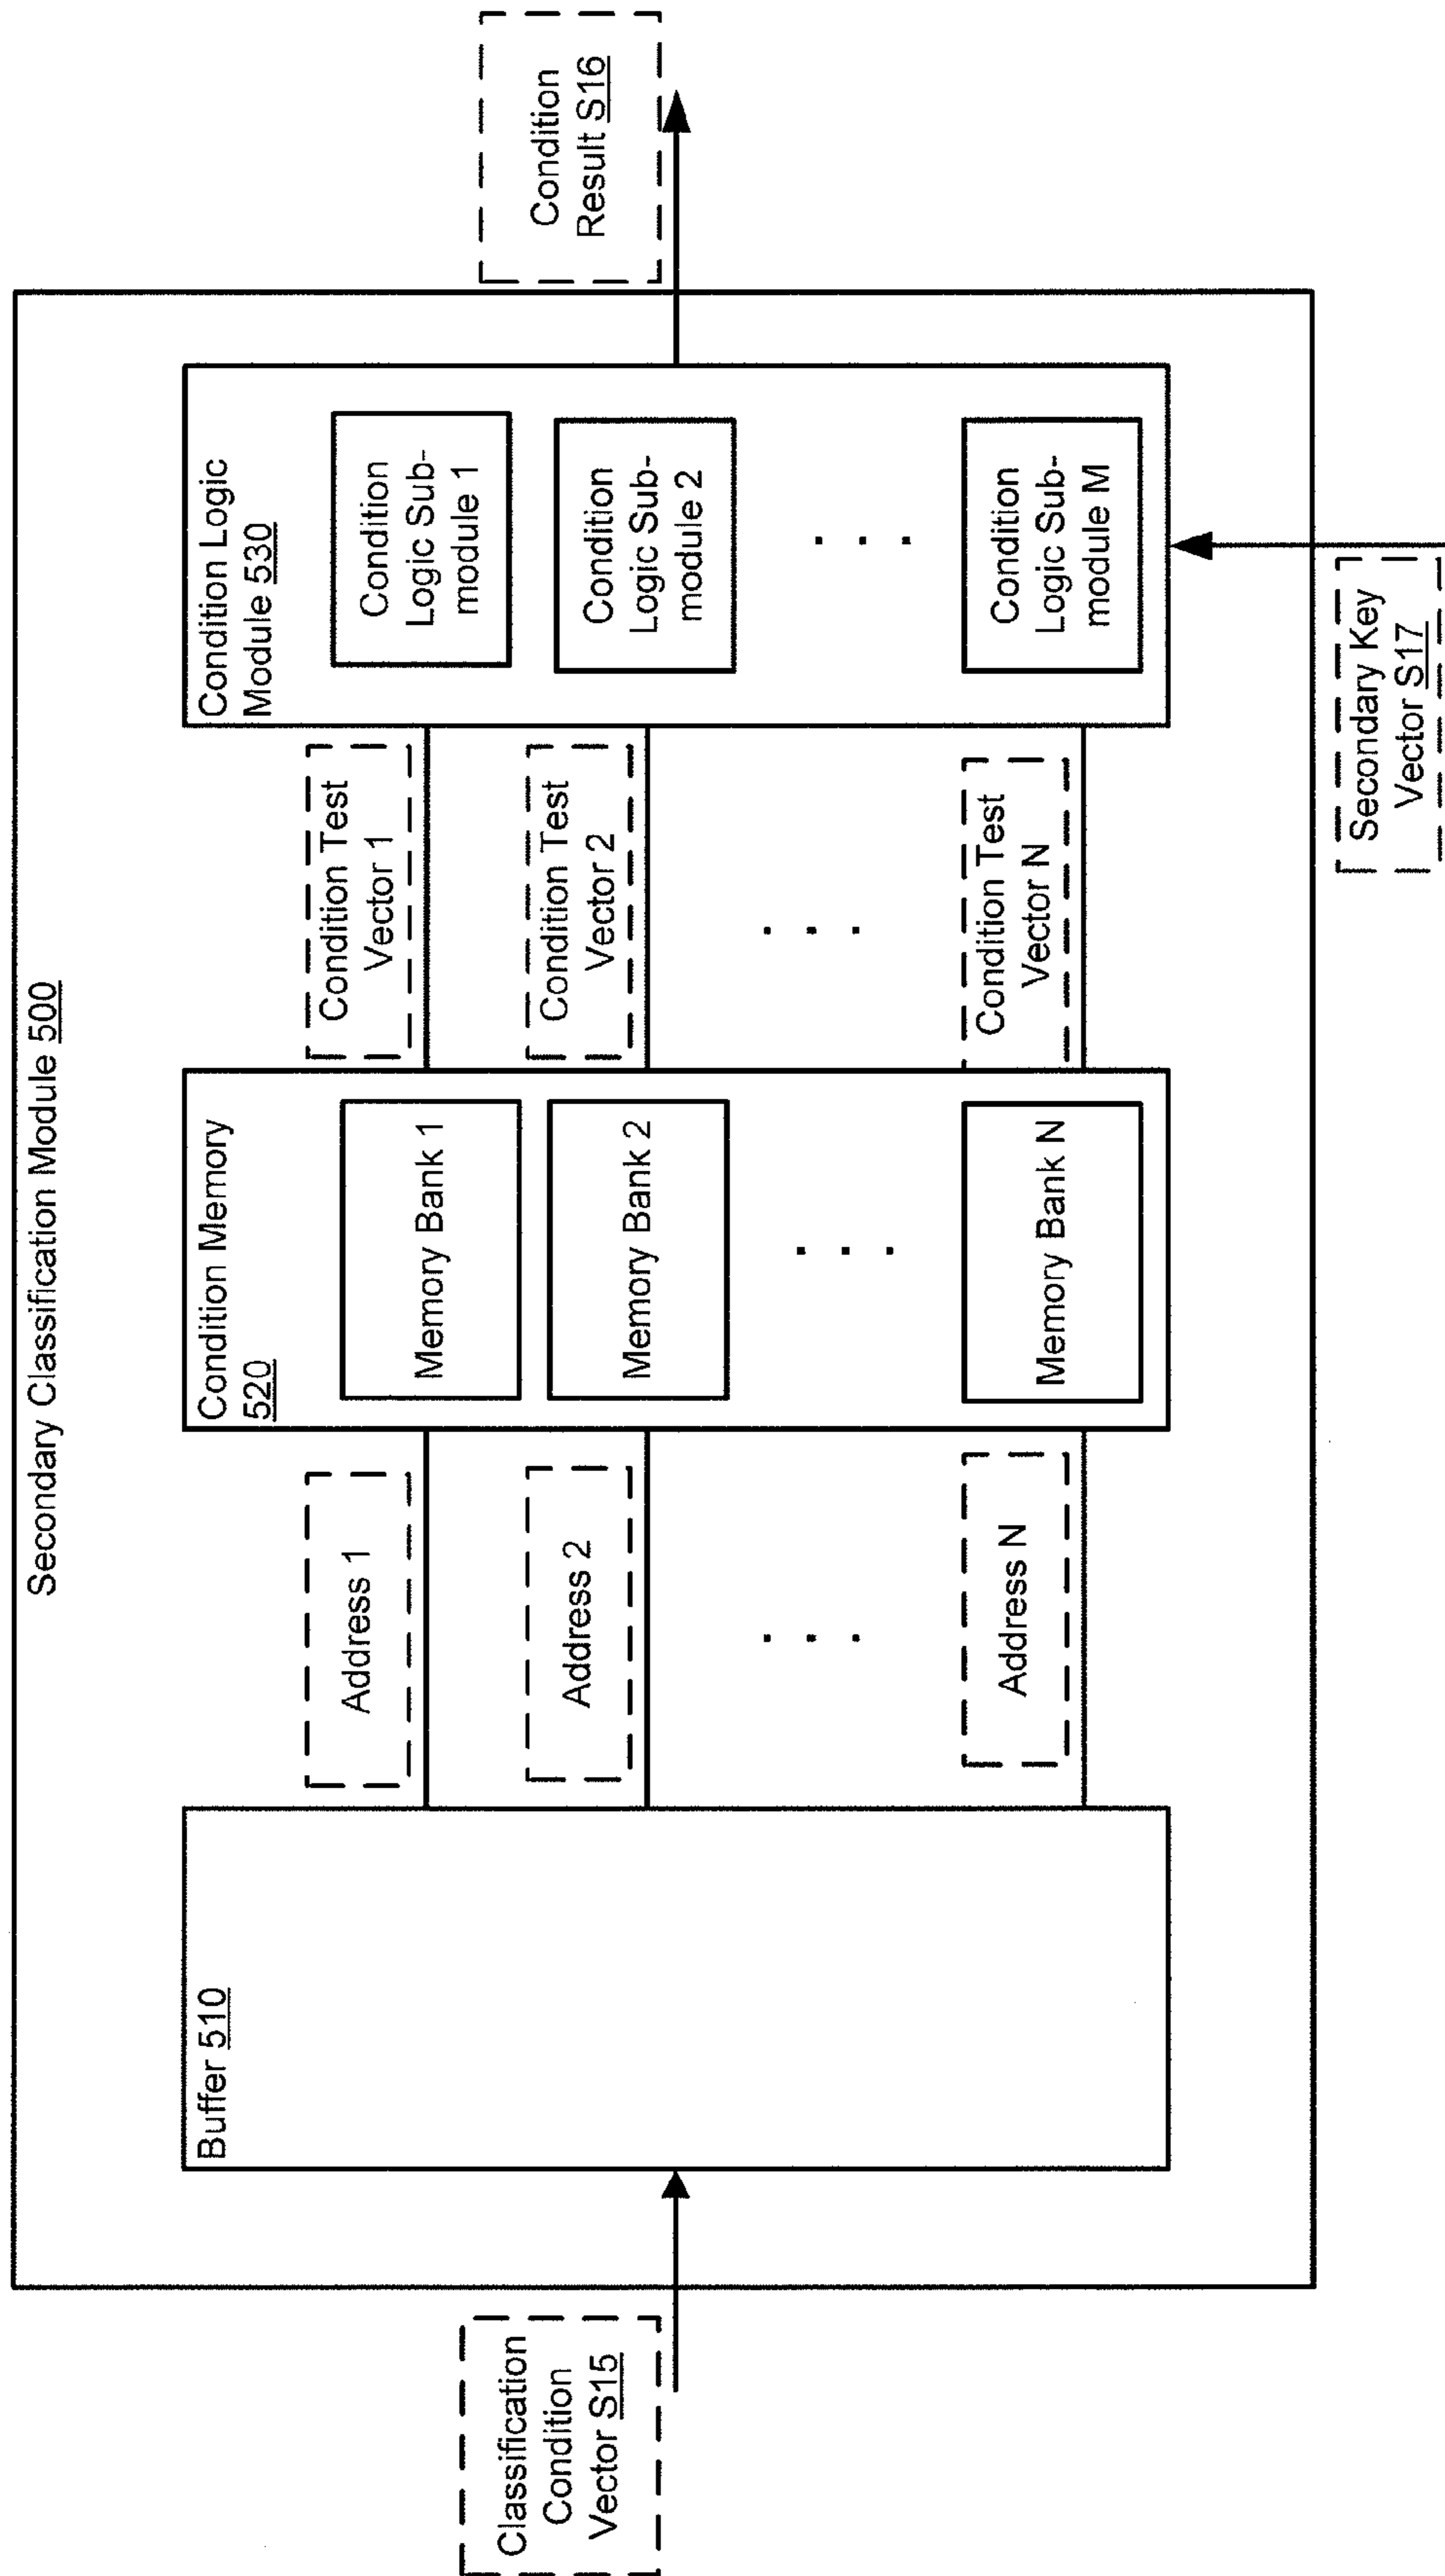 Secondary Classification Module 500
Classification
Condition
Vector S15
Buffer 510
Address 1
Address 2
. . .
Address N
Condition Memory
520
Memory Bank 1
Memory Bank 2
. . .
Memory Bank N
Condition Test
Vector 1
Condition Test
Vector 2
. . .
Condition Test
Vector N
Condition Logic
Module 530
Condition
Logic Sub-
module 1
Condition
Logic Sub-
module 2
. . .
Condition
Logic Sub-
module M
Condition
Result S16
Secondary Key
Vector S17